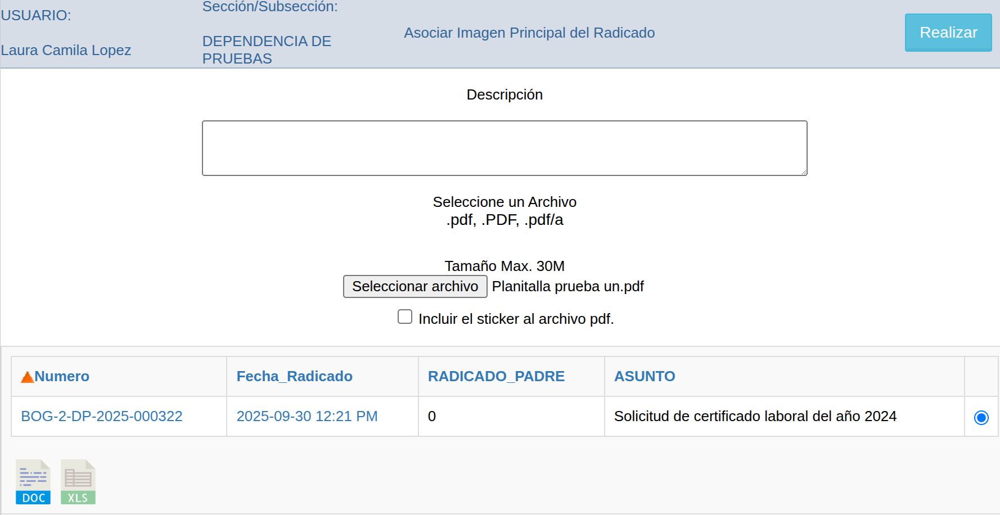 USUARIO:
Laura Camila Lopez
Sección/Subsección:
DEPENDENCIA DE
PRUEBAS
Asociar Imagen Principal del Radicado
Realizar
Descripción
Seleccione un Archivo
.pdf, .PDF, .pdf/a
Tamaño Max. 30M
Seleccionar archivo Planitalla prueba un.pdf
Incluir el sticker al archivo pdf.
Numero Fecha_Radicado RADICADO_PADRE ASUNTO
BOG-2-DP-2025-000322 2025-09-30 12:21 PM 0 Solicitud de certificado laboral del año 2024
DOC XLS